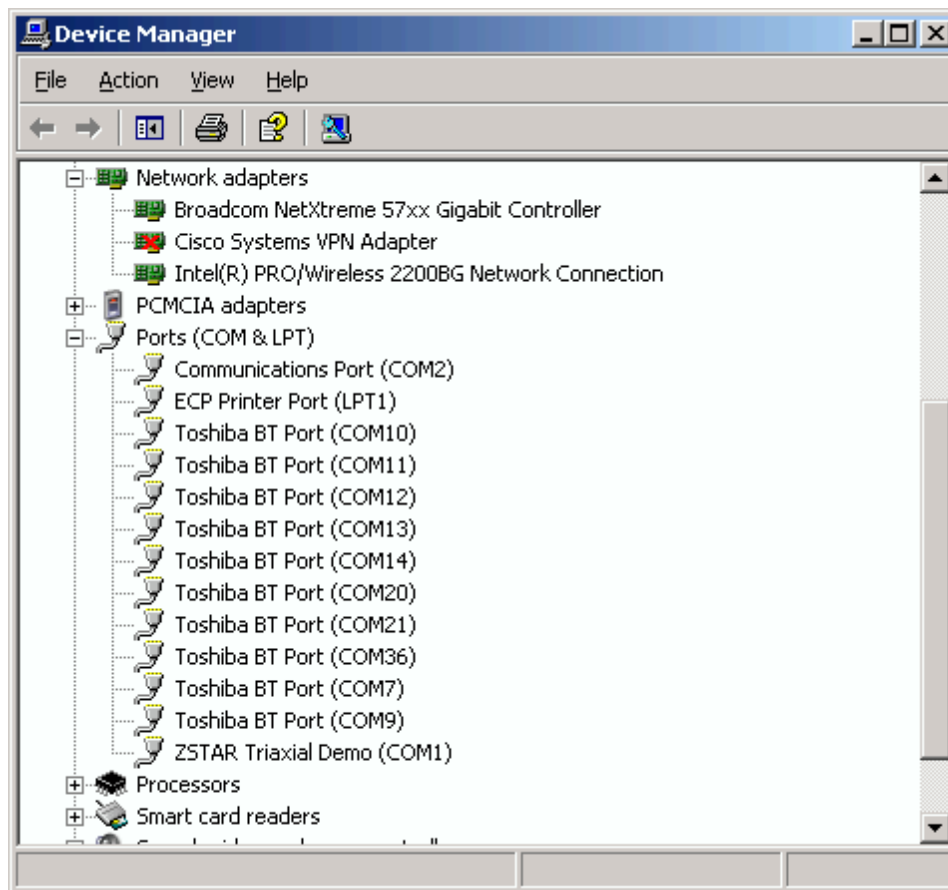 Device Manager
File Action View Help
Network adapters
Broadcom NetXtreme 57xx Gigabit Controller
Cisco Systems VPN Adapter
Intel(R) PRO/Wireless 2200BG Network Connection
PCMCIA adapters
Ports (COM & LPT)
Communications Port (COM2)
ECP Printer Port (LPT1)
Toshiba BT Port (COM10)
Toshiba BT Port (COM11)
Toshiba BT Port (COM12)
Toshiba BT Port (COM13)
Toshiba BT Port (COM14)
Toshiba BT Port (COM20)
Toshiba BT Port (COM21)
Toshiba BT Port (COM36)
Toshiba BT Port (COM7)
Toshiba BT Port (COM9)
ZSTAR Triaxial Demo (COM1)
Processors
Smart card readers